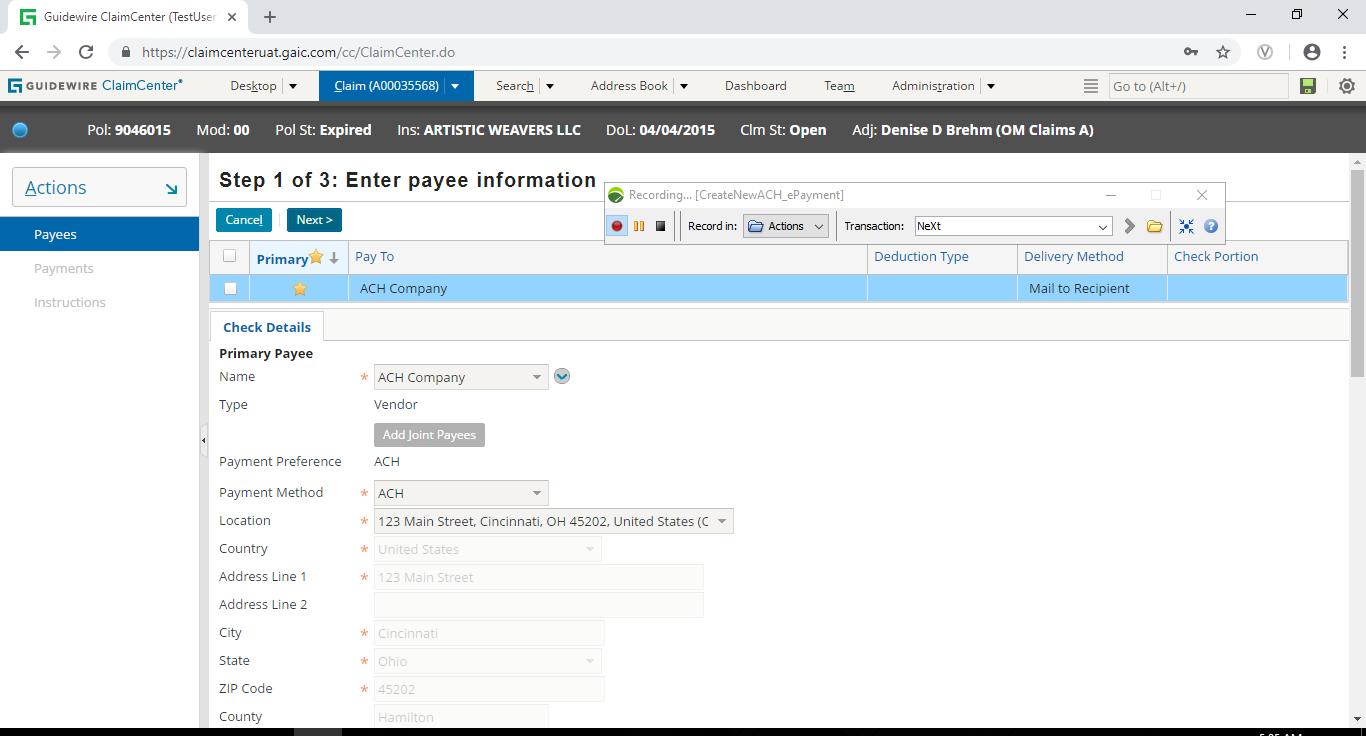 Guidewire ClaimCenter (TestUser
https://claimcenteruat.gaic.com/cc/ClaimCenter.do
GUIDEWIRE ClaimCenter® Desktop Claim (A00035568) Search Address Book Dashboard Team Administration Go to (Alt+/)
Pol: 9046015 Mod: 00 Pol St: Expired Ins: ARTISTIC WEAVERS LLC DoL: 04/04/2015 Clm St: Open Adj: Denise D Brehm (OM Claims A)
Actions
Payees
Payments
Instructions
Step 1 of 3: Enter payee information
Cancel Next >
Recording... [CreateNewACH_ePayment]
Record in: Actions Transaction: NeXt
Primary Pay To Deduction Type Delivery Method Check Portion
ACH Company Mail to Recipient
Check Details
Primary Payee
Name * ACH Company
Type Vendor
Add Joint Payees
Payment Preference ACH
Payment Method * ACH
Location * 123 Main Street, Cincinnati, OH 45202, United States (C
Country * United States
Address Line 1 * 123 Main Street
Address Line 2
City * Cincinnati
State * Ohio
ZIP Code * 45202
County Hamilton